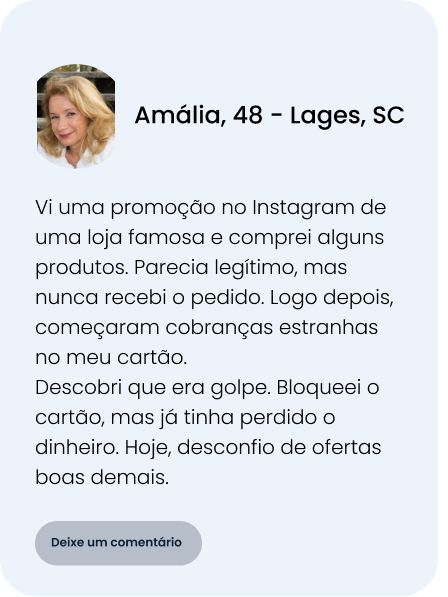 Amália, 48 - Lages, SC
Vi uma promoção no Instagram de
uma loja famosa e comprei alguns
produtos. Parecia legítimo, mas
nunca recebi o pedido. Logo depois,
começaram cobranças estranhas
no meu cartão.
Descobri que era golpe. Bloqueei o
cartão, mas já tinha perdido o
dinheiro. Hoje, desconfio de ofertas
boas demais.
Deixe um comentário